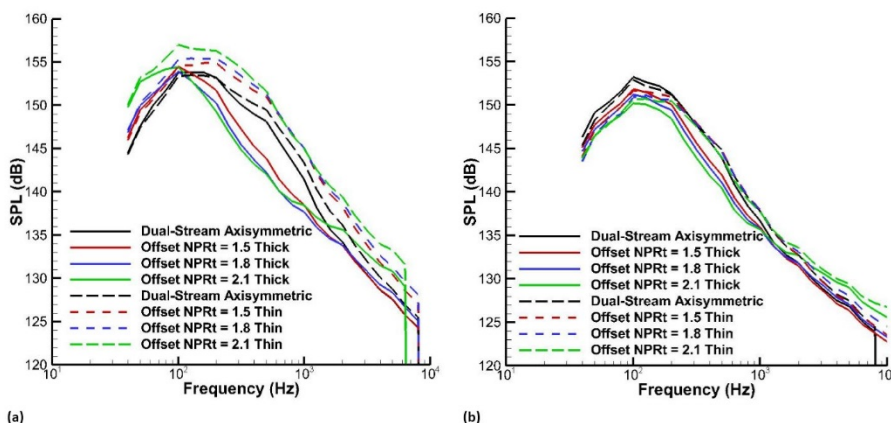 160
155
150
145
140
135
130
125
120
SPL (dB)
Dual-Stream Axisymmetric
Offset NPRt = 1.5 Thick
Offset NPRt = 1.8 Thick
Offset NPRt = 2.1 Thick
Dual-Stream Axisymmetric
Offset NPRt = 1.5 Thin
Offset NPRt = 1.8 Thin
Offset NPRt = 2.1 Thin
10¹ 10² 10³ 10⁴
Frequency (Hz)
(a)
160
155
150
145
140
135
130
125
120
SPL (dB)
Dual-Stream Axisymmetric
Offset NPRt = 1.5 Thick
Offset NPRt = 1.8 Thick
Offset NPRt = 2.1 Thick
Dual-Stream Axisymmetric
Offset NPRt = 1.5 Thin
Offset NPRt = 1.8 Thin
Offset NPRt = 2.1 Thin
10¹ 10² 10³ 10
Frequency (Hz)
(b)